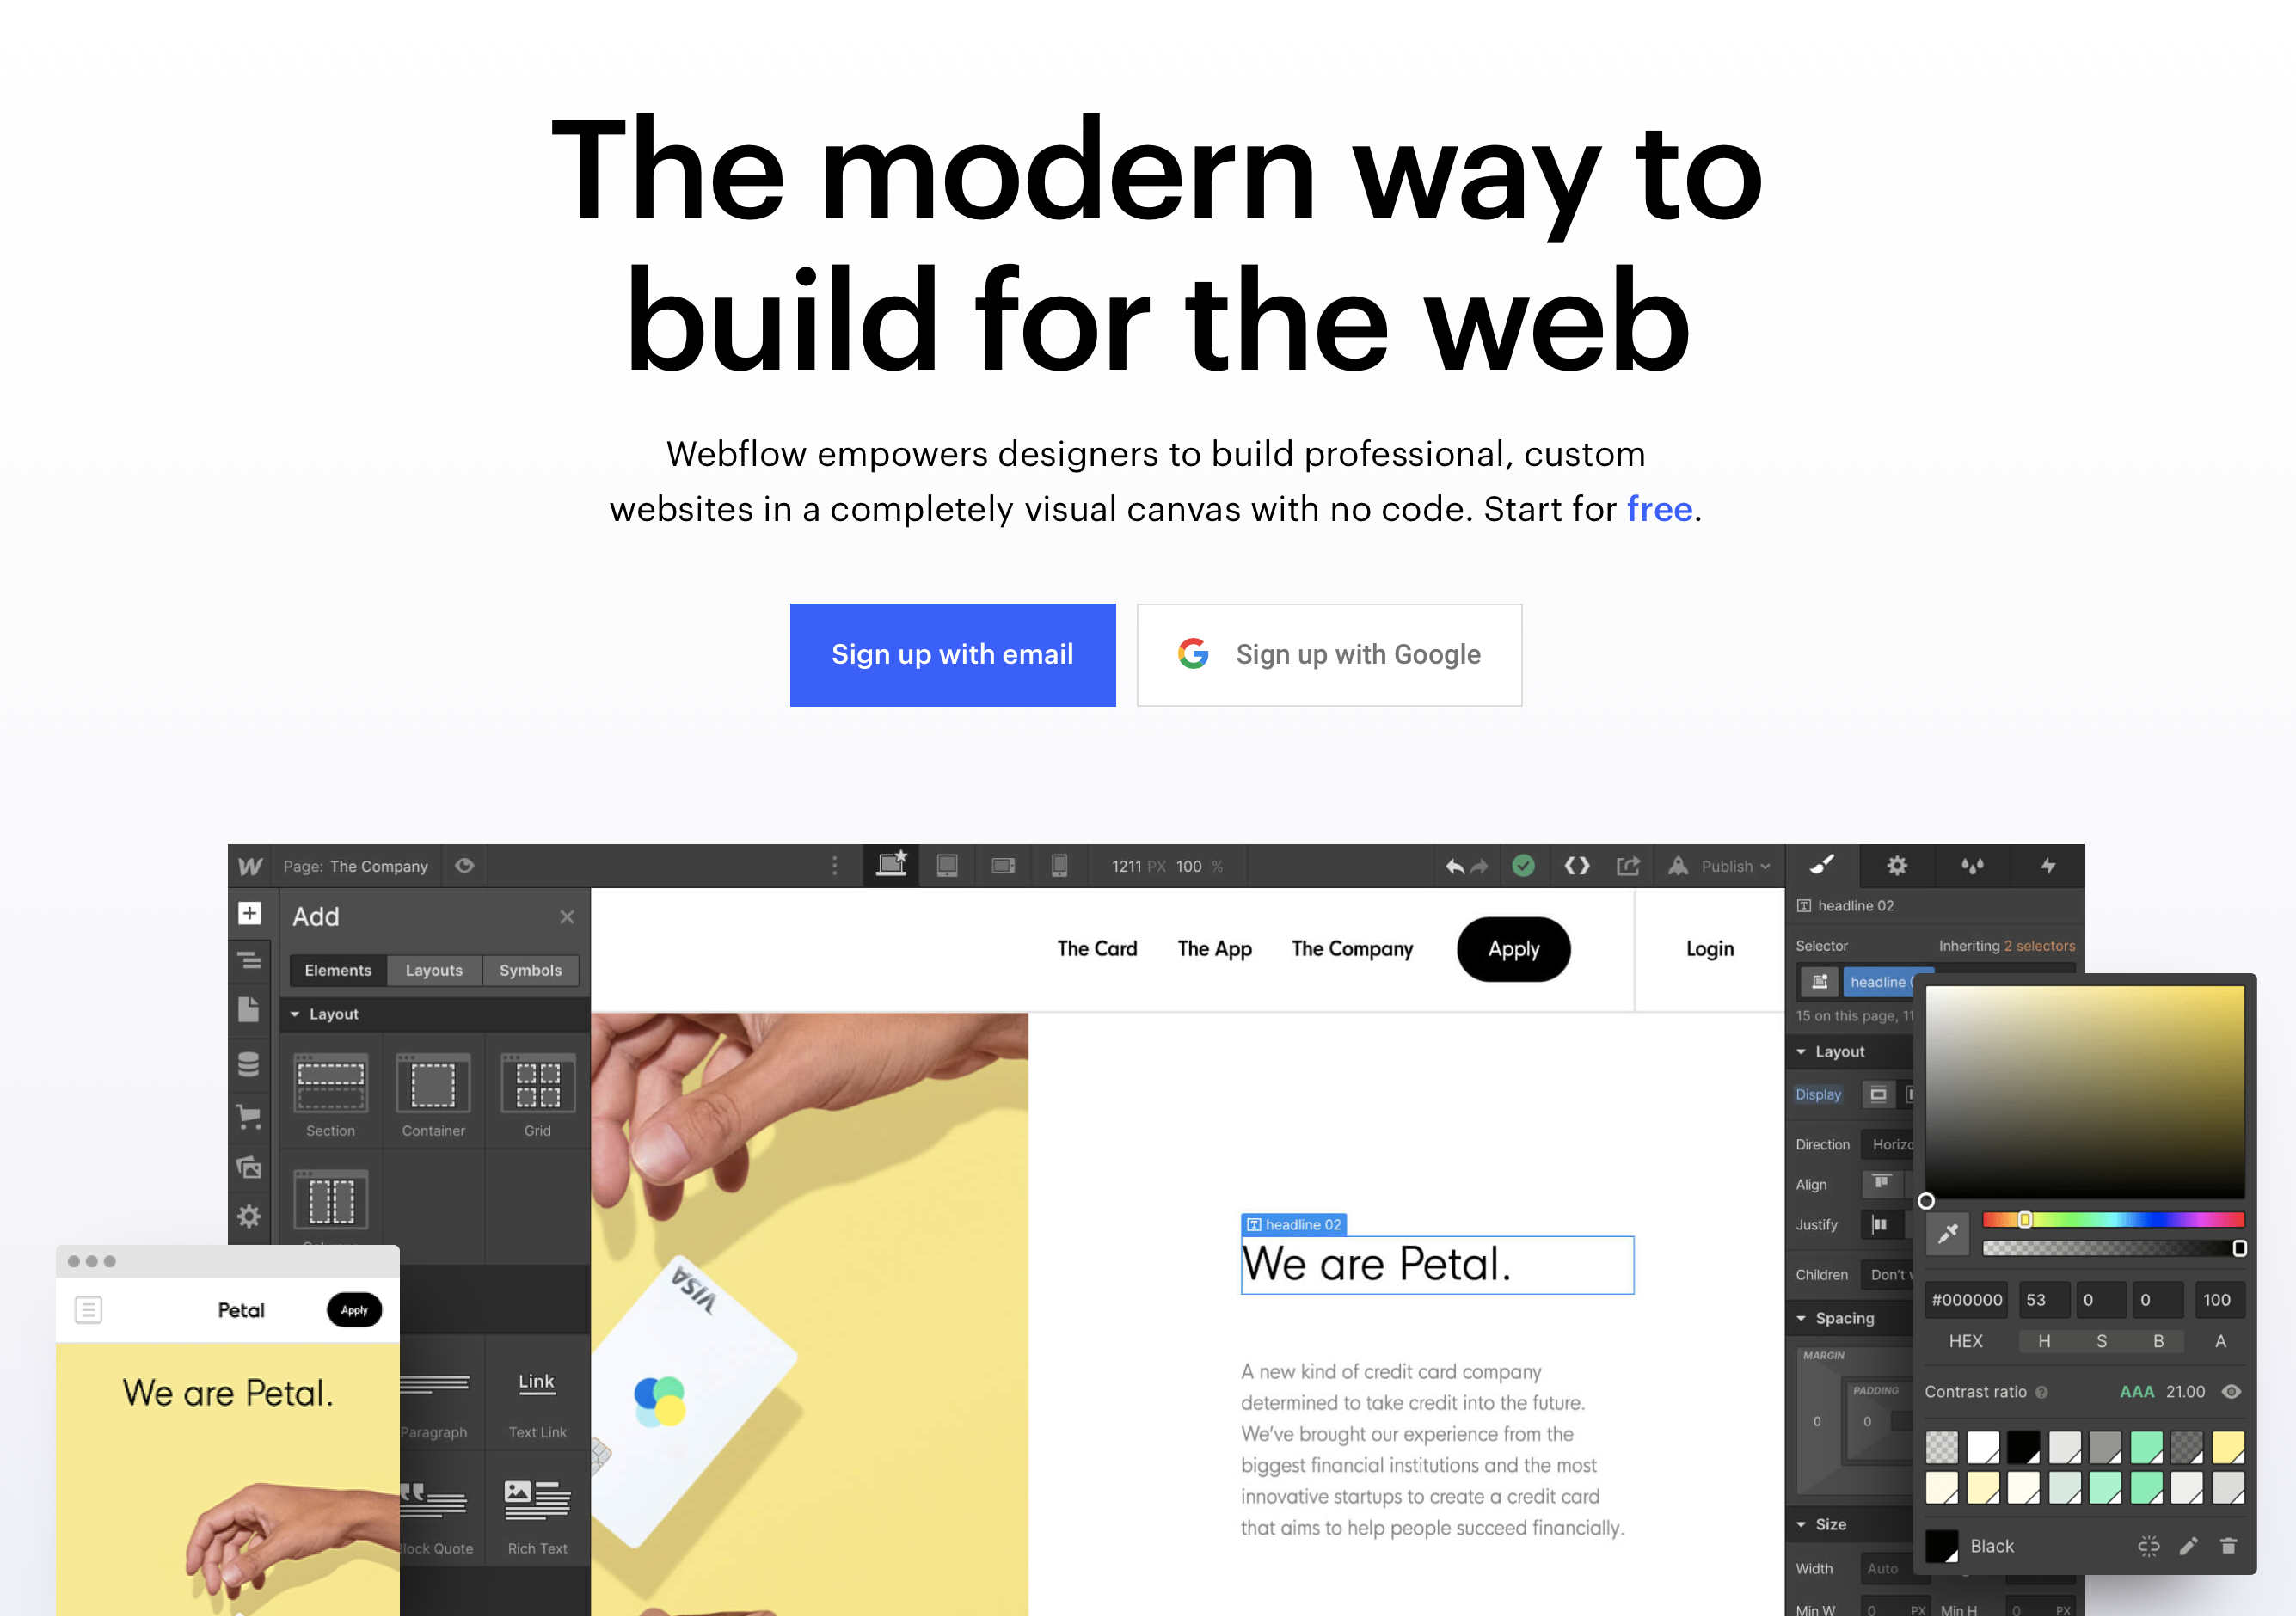 The modern way to
build for the web
Webflow empowers designers to build professional, custom
websites in a completely visual canvas with no code. Start for free.
Sign up with email
Sign up with Google
Page: The Company
1211 PX 100 %
Publish
Add
Elements
Layouts
Symbols
Layout
Section
Container
Grid
Paragraph
Link
Text Link
Block Quote
Rich Text
Petal
Apply
We are Petal.
The Card
The App
The Company
Apply
Login
VISA
headline 02
We are Petal.
A new kind of credit card company
determined to take credit into the future.
We've brought our experience from the
biggest financial institutions and the most
innovative startups to create a credit card
that aims to help people succeed financially.
headline 02
Selector
Inheriting 2 selectors
headline
15 on this page, 11
Layout
Display
Direction
Horizo
Align
Justify
Children
Don't
Spacing
MARGIN
PADDING
0
0
Size
Width
Auto
Min W
0 PX
Min H
0 PX
#000000
53
0
0
100
HEX
H
S
B
A
Contrast ratio
AAA 21.00
Black